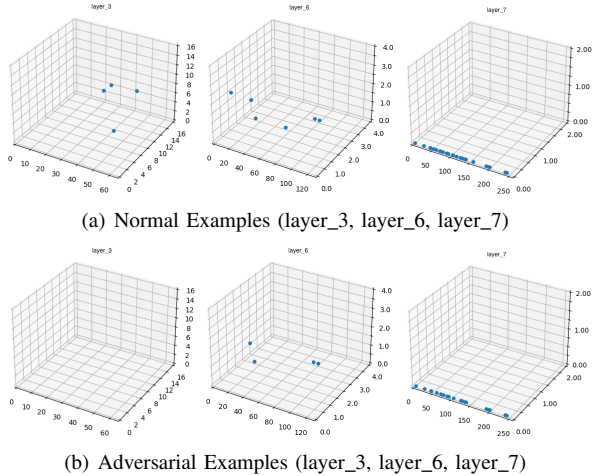 layer_3 layer_6 layer_7
16 14 12 10 8 6 4 2 0
0 10 20 30 40 50 60
0 2 4 6 8 10 12 14 16
4.0 3.0 2.0 1.0 0.0
0 20 40 60 80 100 120
0.0 1.0 2.0 3.0 4.0
2.00 1.00 0.00
0 50 100 150 200 250
0.00 1.00 2.00
(a) Normal Examples (layer_3, layer_6, layer_7)
layer_3 layer_6 layer_7
16 14 12 10 8 6 4 2 0
0 10 20 30 40 50 60
0 2 4 6 8 10 12 14 16
4.0 3.0 2.0 1.0 0.0
0 20 40 60 80 100 120
0.0 1.0 2.0 3.0 4.0
2.00 1.00 0.00
0 50 100 150 200 250
0.00 1.00 2.00
(b) Adversarial Examples (layer_3, layer_6, layer_7)